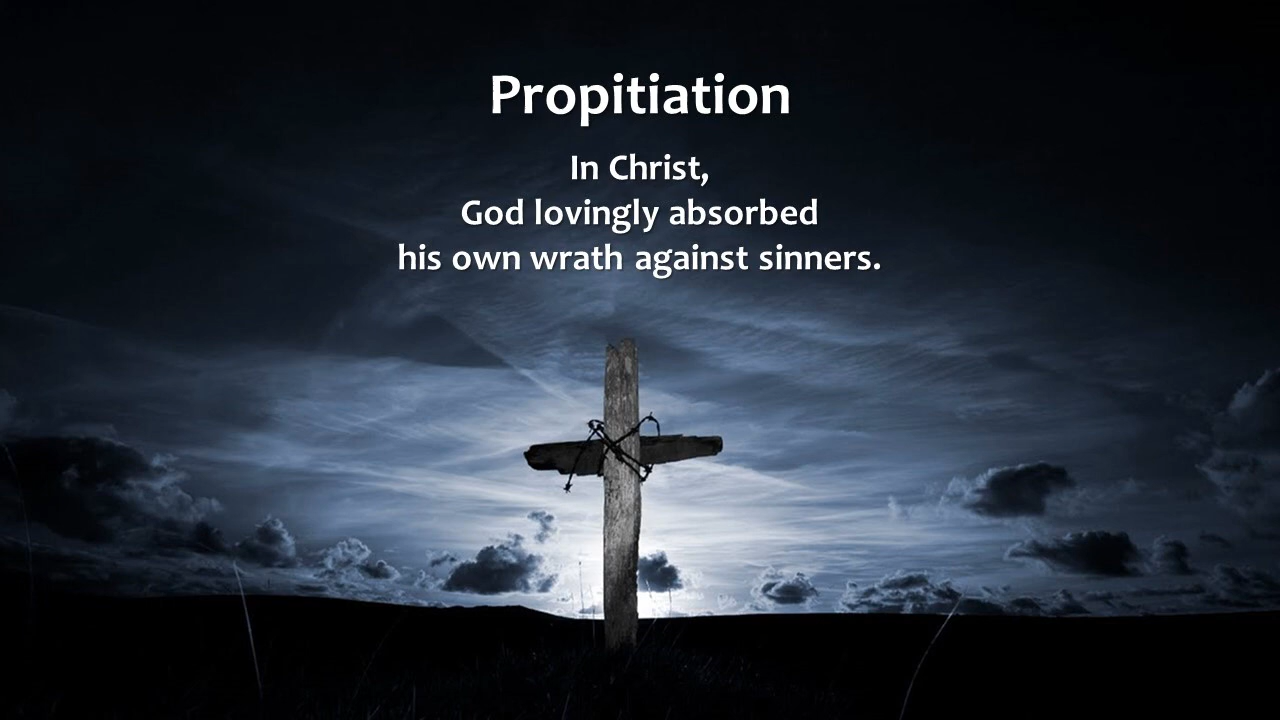 Propitiation
In Christ,
God lovingly absorbed
his own wrath against sinners.